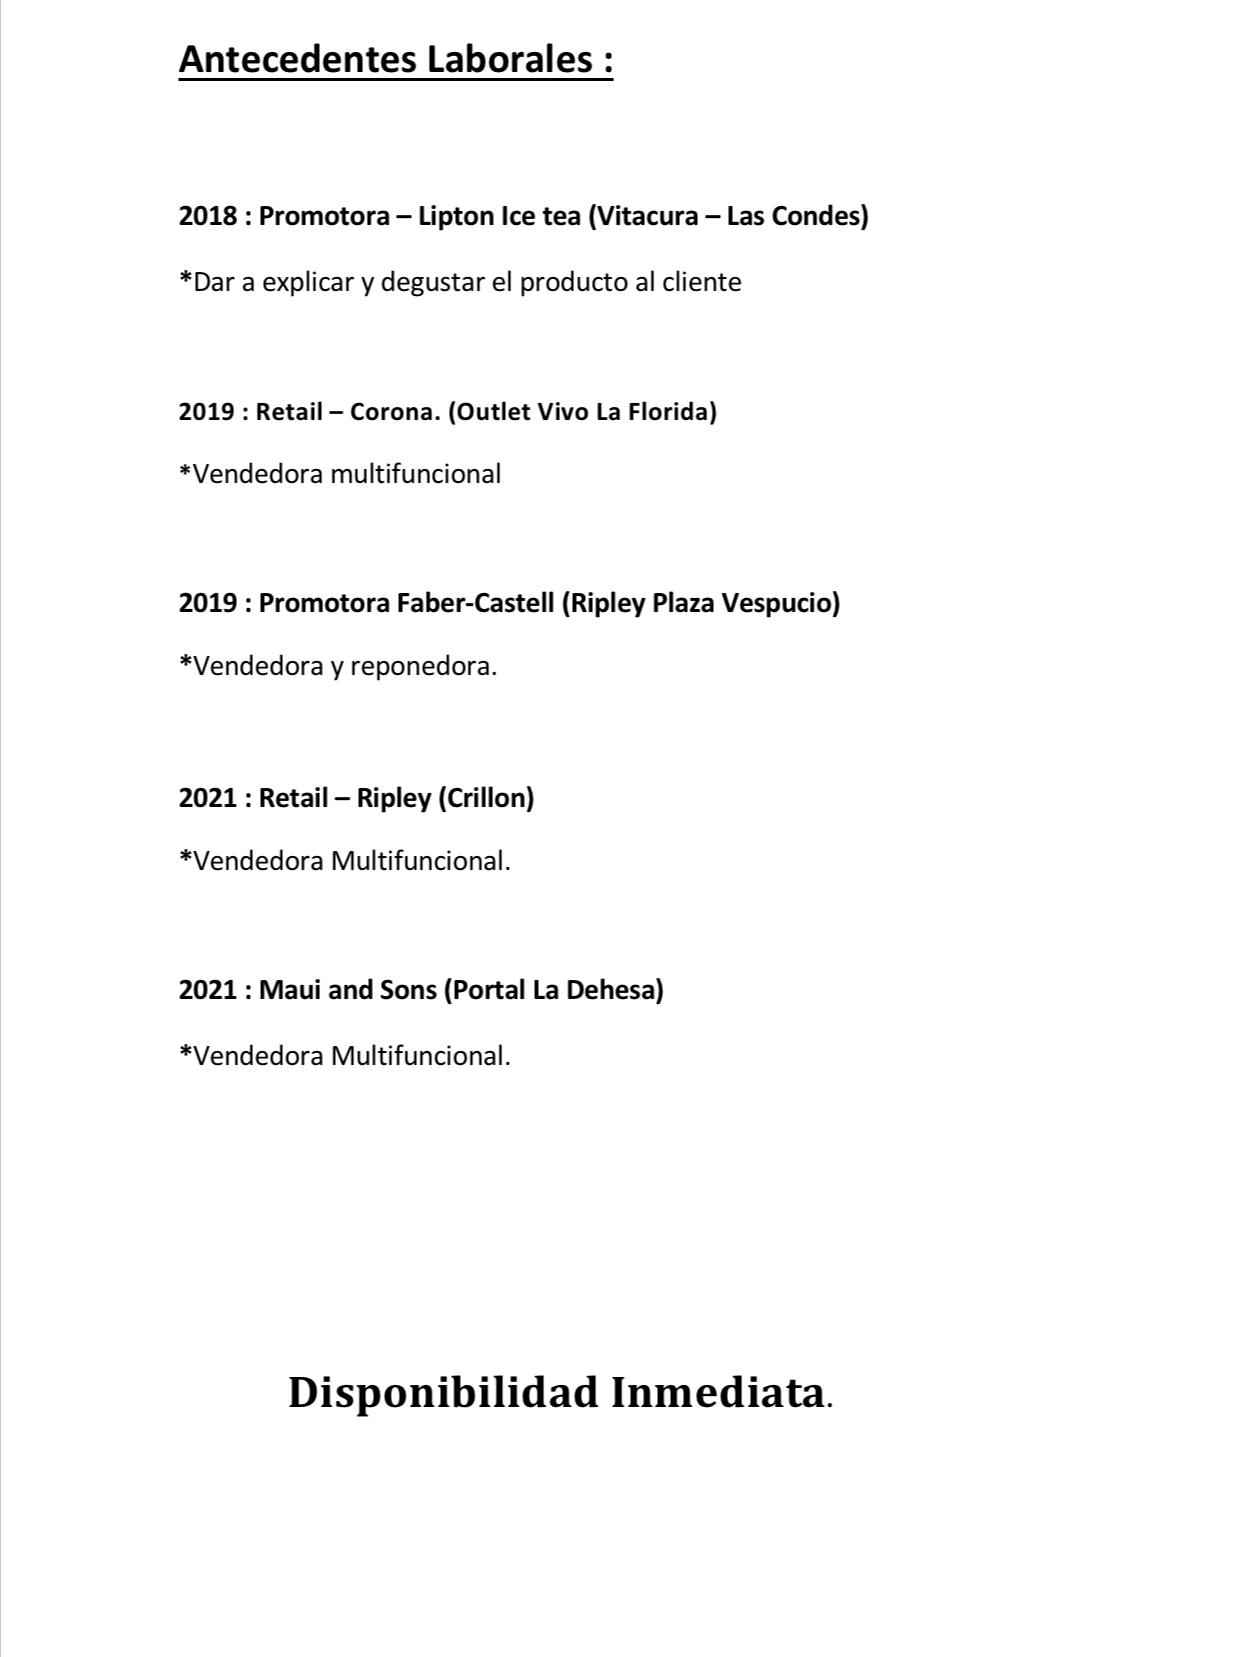 Antecedentes Laborales :
2018 : Promotora – Lipton Ice tea (Vitacura – Las Condes)
*Dar a explicar y degustar el producto al cliente
2019 : Retail – Corona. (Outlet Vivo La Florida)
*Vendedora multifuncional
2019 : Promotora Faber-Castell (Ripley Plaza Vespucio)
*Vendedora y reponedora.
2021 : Retail – Ripley (Crillon)
*Vendedora Multifuncional.
2021 : Maui and Sons (Portal La Dehesa)
*Vendedora Multifuncional.
Disponibilidad Inmediata.